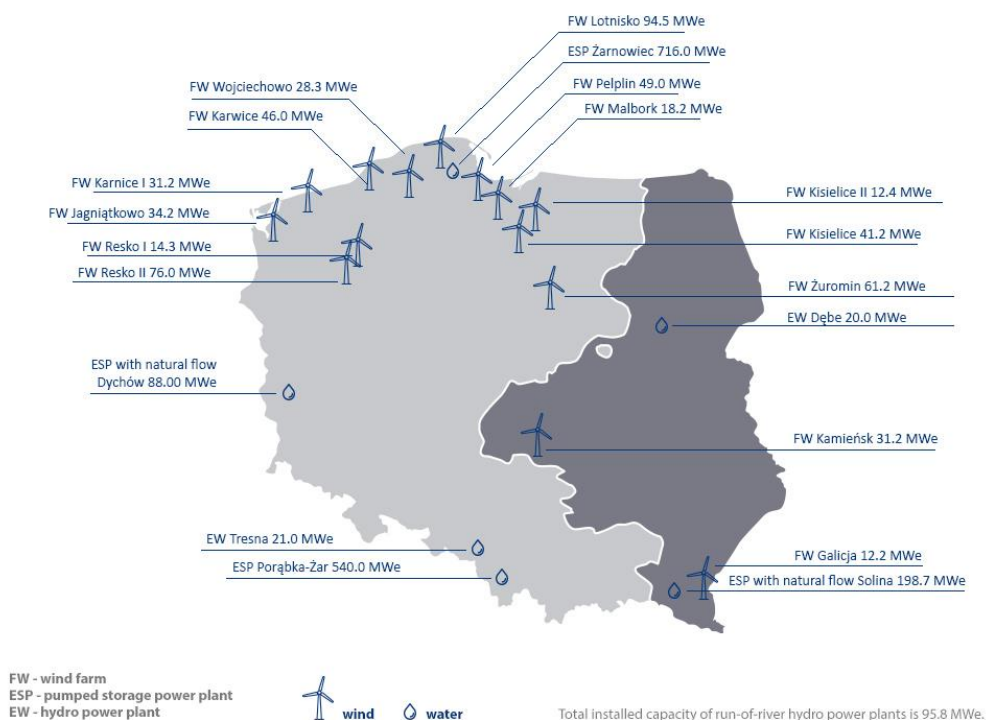 FW Lotnisko 94.5 MWe
ESP Żarnowiec 716.0 MWe
FW Pelplin 49.0 MWe
FW Malbork 18.2 MWe
FW Wojciechowo 28.3 MWe
FW Karwice 46.0 MWe
FW Karnice I 31.2 MWe
FW Jagniątkowo 34.2 MWe
FW Resko I 14.3 MWe
FW Resko II 76.0 MWe
FW Kisielice II 12.4 MWe
FW Kisielice 41.2 MWe
FW Żuromin 61.2 MWe
EW Dębe 20.0 MWe
ESP with natural flow
Dychów 88.00 MWe
FW Kamieńsk 31.2 MWe
EW Tresna 21.0 MWe
ESP Porąbka-Żar 540.0 MWe
FW Galicja 12.2 MWe
ESP with natural flow Solina 198.7 MWe
FW - wind farm
ESP - pumped storage power plant
EW - hydro power plant
wind
water
Total installed capacity of run-of-river hydro power plants is 95.8 MWe.